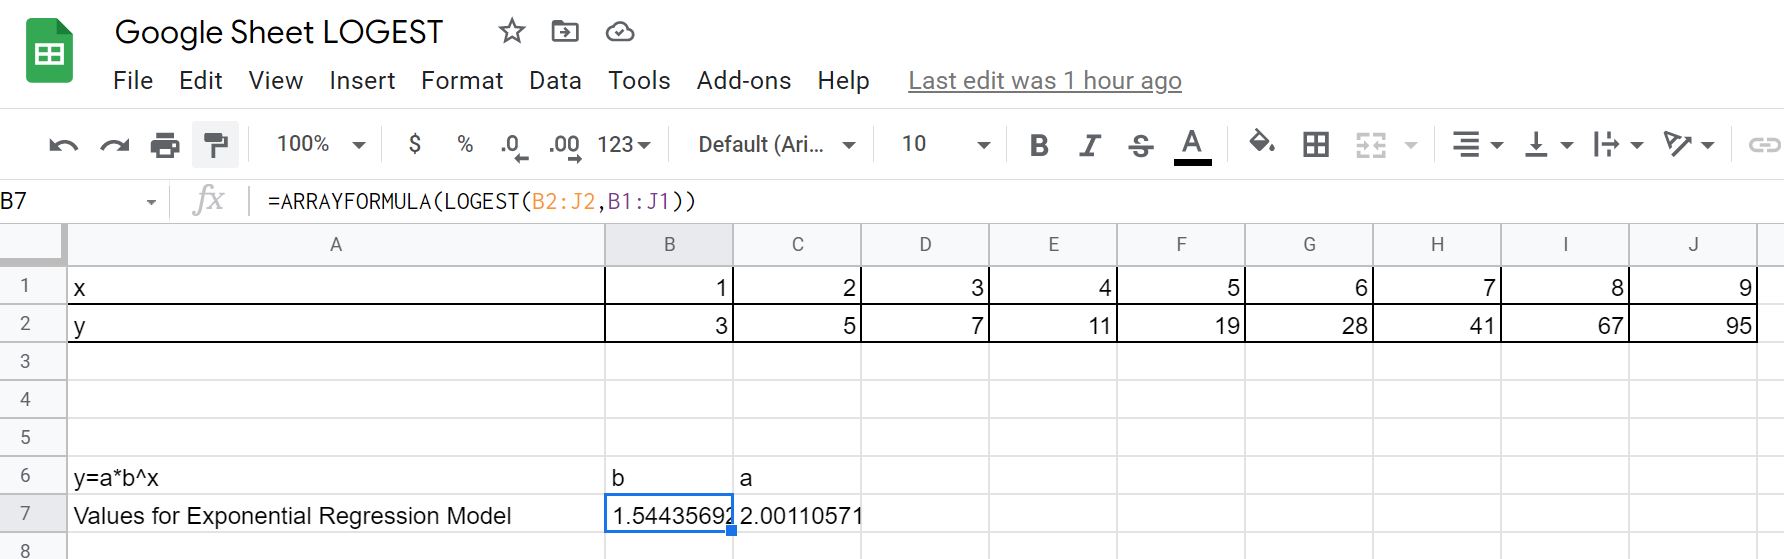 Google Sheet LOGEST
File Edit View Insert Format Data Tools Add-ons Help Last edit was 1 hour ago
100% $ % .0 .00 123 Default (Ari... 10 B I S A
B7 fx =ARRAYFORMULA(LOGEST(B2:J2,B1:J1))
A B C D E F G H I J
1 x 1 2 3 4 5 6 7 8 9
2 y 3 5 7 11 19 28 41 67 95
3
4
5
6 y=a*b^x b a
7 Values for Exponential Regression Model 1.544356922 2.00110571
8